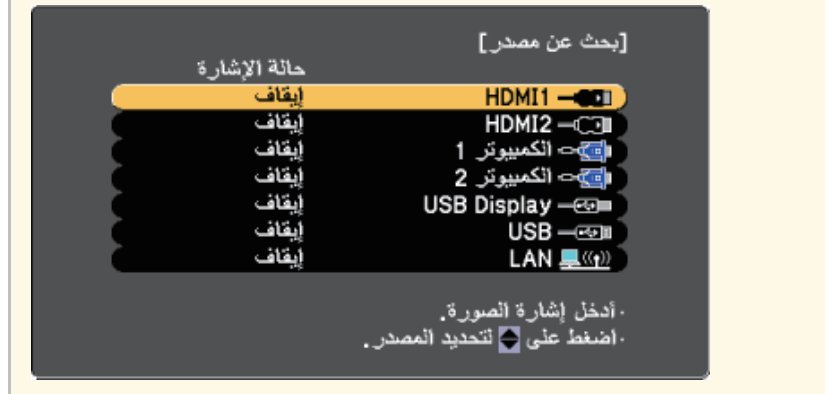 [بحث عن مصدر]
حالة الإشارة
HDMI1 إيقاف
HDMI2 إيقاف
الكمبيوتر 1 إيقاف
الكمبيوتر 2 إيقاف
USB Display إيقاف
USB إيقاف
LAN إيقاف
·أدخل إشارة الصورة.
·اضغط على لتحديد المصدر.